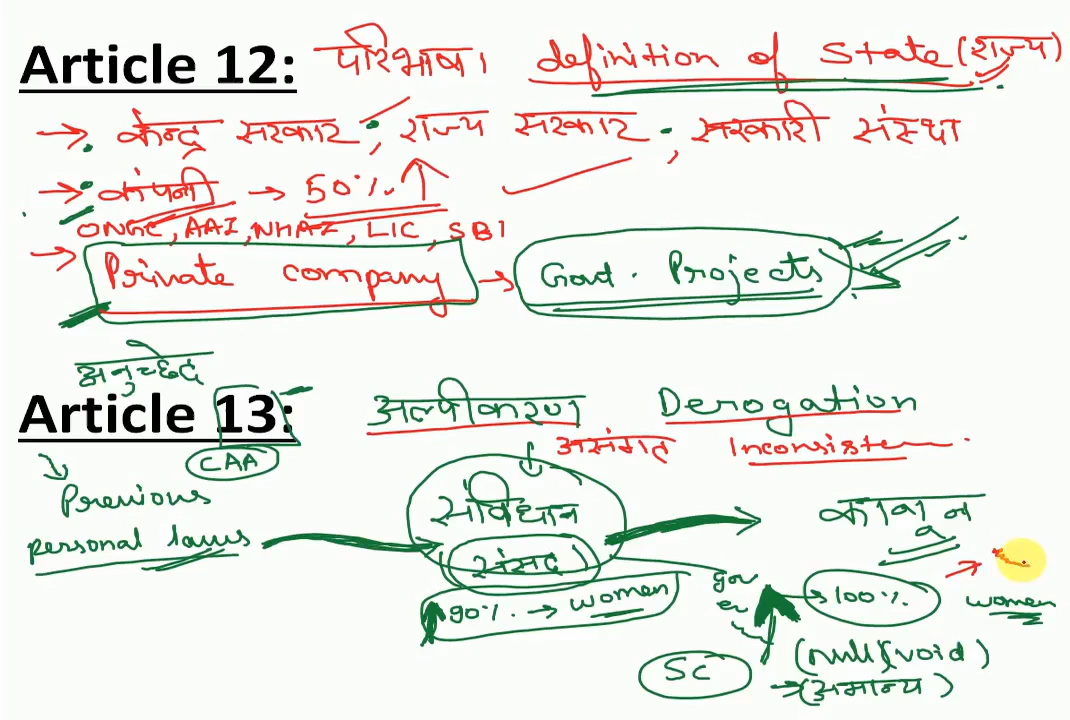 Article 12: परिभाषा। definition of State (राज्य)
→ केन्द्र सरकार, राज्य सरकार, सरकारी संस्था
→ कंपनी → 50%↑
ONGC, AAI, NHAI, LIC, SBI
→ Private company → Govt. Projects
अनुच्छेद
Article 13: अल्पीकरण Derogation
CAA असंगत
Previous संविधान कानून
personal laws संसद
90% → women → 100% women
SC (null & void)
→ (अमान्य)